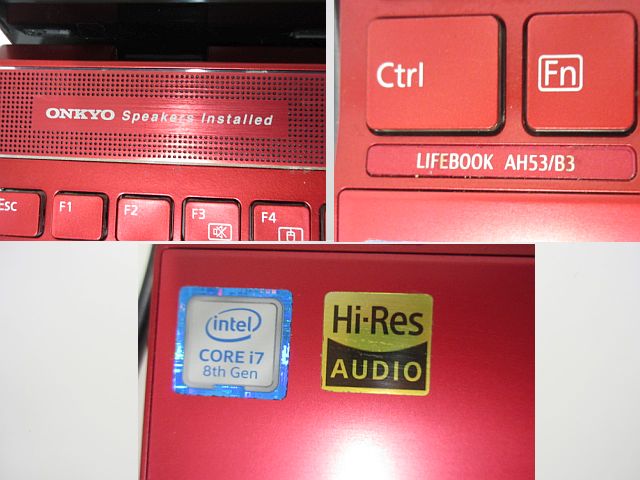 ONKYO Speakers Installed
Esc F1 F2 F3 F4
Ctrl Fn
LIFEBOOK AH53/B3
intel
CORE i7
8th Gen
Hi-Res
AUDIO